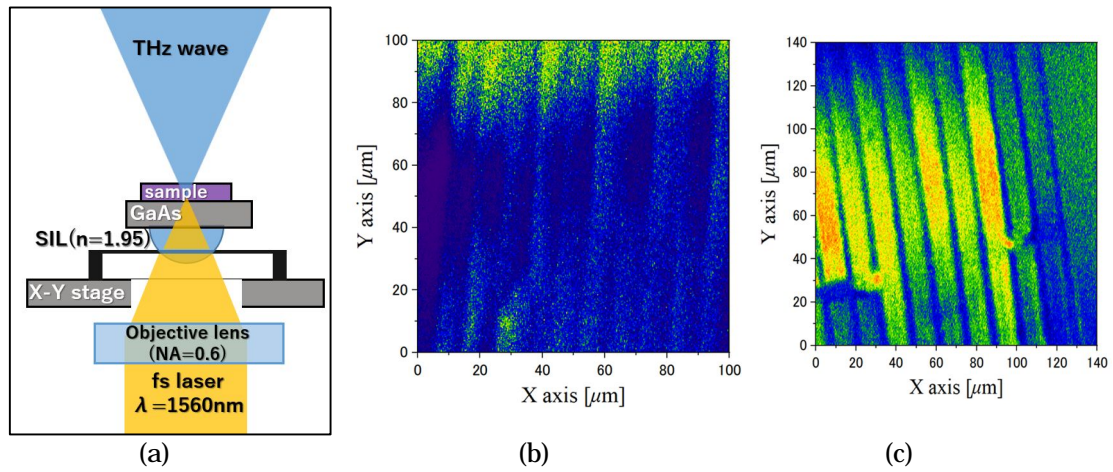 THz wave
sample
GaAs
SIL(n=1.95)
X-Y stage
Objective lens
(NA=0.6)
fs laser
λ=1560nm
(a)
100
80
60
40
20
0
Y axis [μm]
0 20 40 60 80 100
X axis [μm]
(b)
140
120
100
80
60
40
20
0
Y axis [μm]
0 20 40 60 80 100 120 140
X axis [μm]
(c)